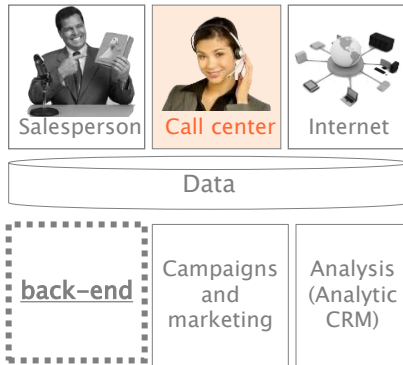 Salesperson
Call center
Internet
Data
back-end
Campaigns
and
marketing
Analysis
(Analytic
CRM)